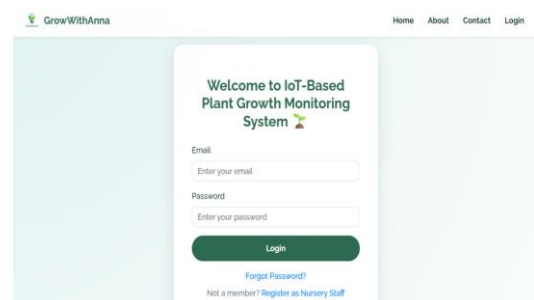 GrowWithAnna
Home About Contact Login
Welcome to IoT-Based
Plant Growth Monitoring
System
Email
Enter your email
Password
Enter your password
Login
Forgot Password?
Not a member? Register as Nursery Staff